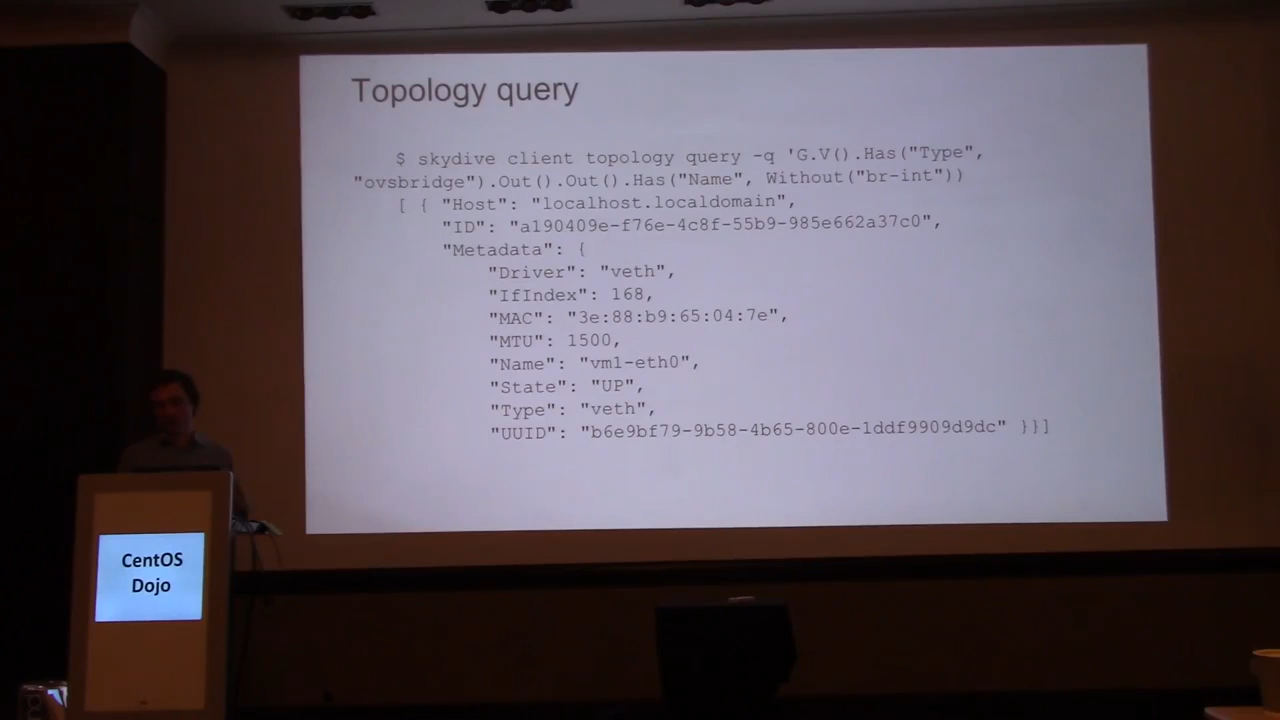 Topology query
$ skydive client topology query -q 'G.V().Has("Type",
"ovsbridge").Out().Out().Has("Name", Without("br-int"))
[ { "Host": "localhost.localdomain",
"ID": "a190409e-f76e-4c8f-55b9-985e662a37c0",
"Metadata": {
"Driver": "veth",
"IfIndex": 168,
"MAC": "3e:88:b9:65:04:7e",
"MTU": 1500,
"Name": "vm1-eth0",
"State": "UP",
"Type": "veth",
"UUID": "b6e9bf79-9b58-4b65-800e-1ddf9909d9dc" }}]
CentOS
Dojo